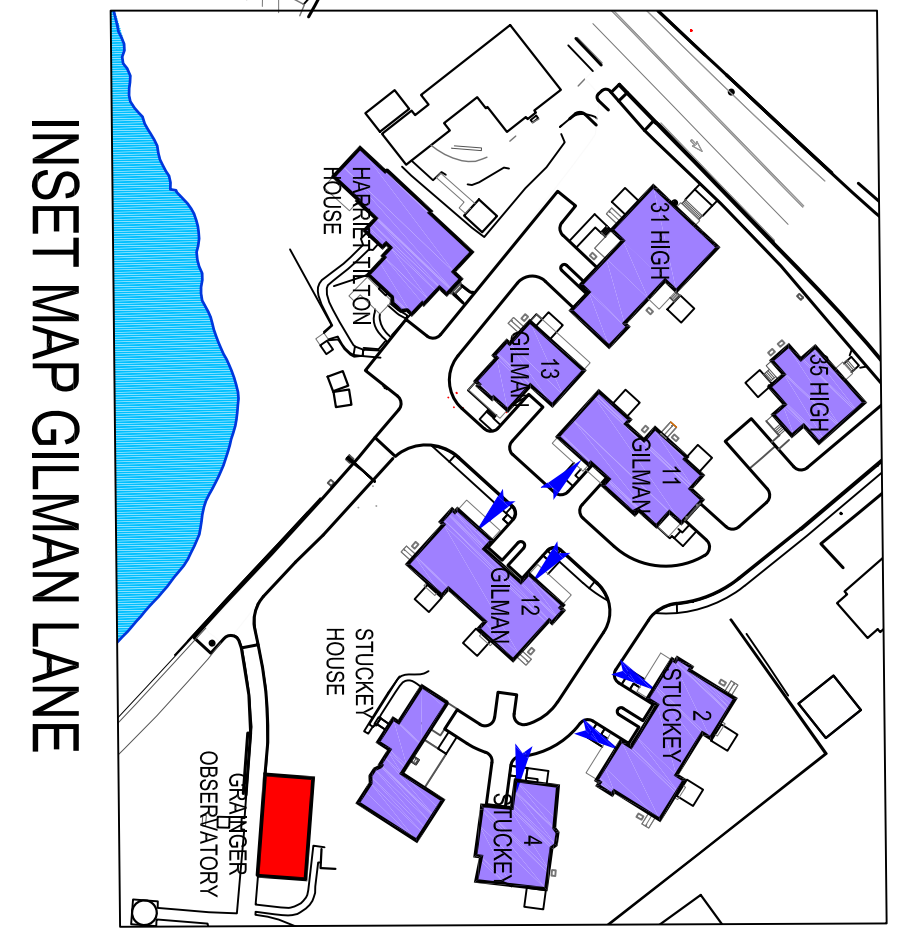 INSET MAP GILMAN LANE
HARRIET TILTON
HOUSE
31 HIGH
35 HIGH
13
GILMAN
11
GILMAN
12
GILMAN
STUCKEY
HOUSE
2
STUCKEY
4
STUCKEY
GRAINGER
OBSERVATORY